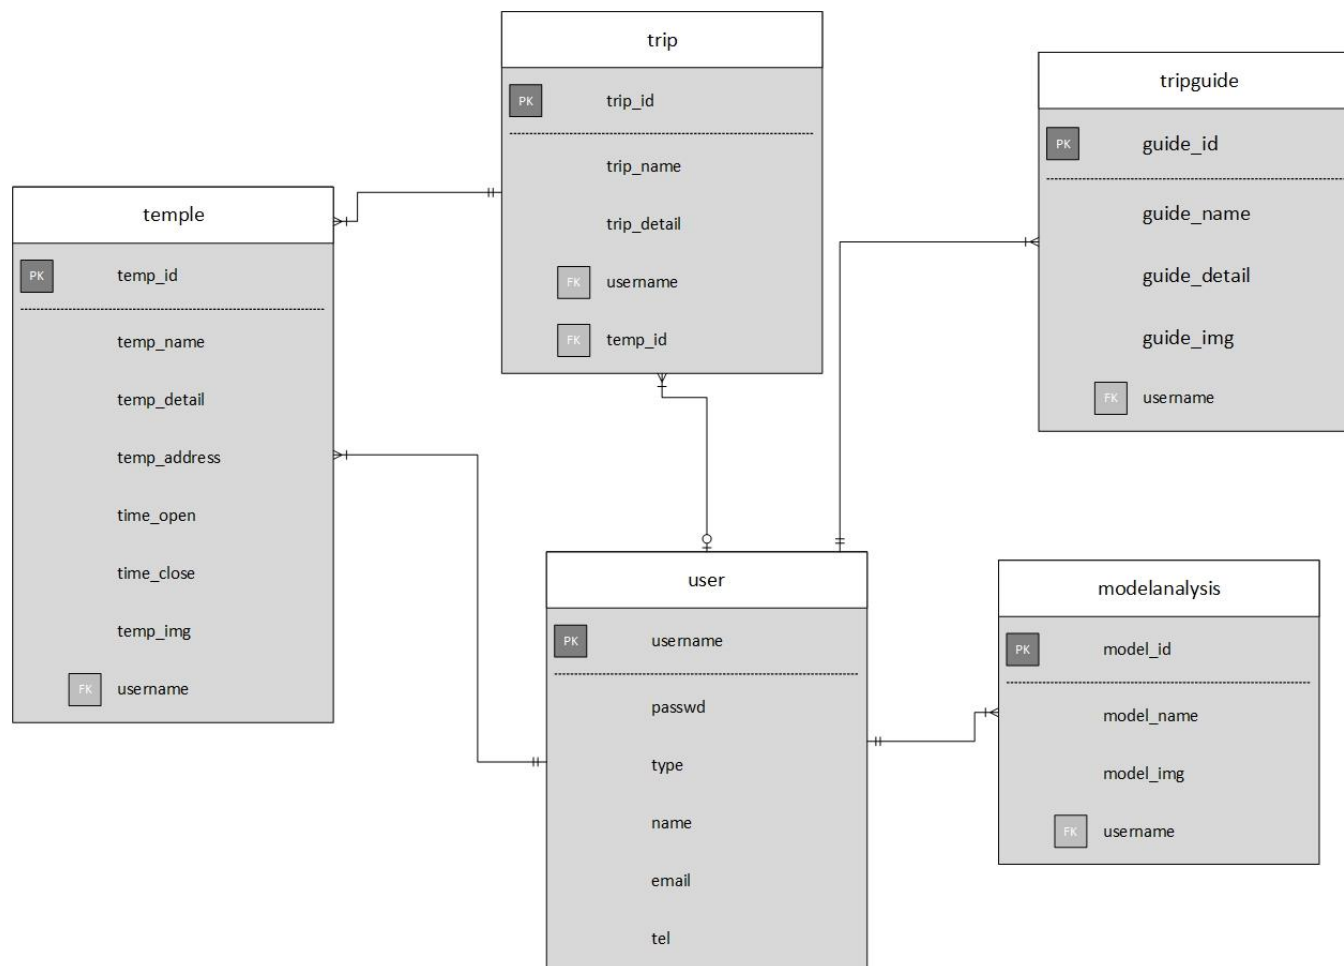 trip
PK trip_id
trip_name
trip_detail
FK username
FK temp_id
tripguide
PK guide_id
guide_name
guide_detail
guide_img
FK username
temple
PK temp_id
temp_name
temp_detail
temp_address
time_open
time_close
temp_img
FK username
user
PK username
passwd
type
name
email
tel
modelanalysis
PK model_id
model_name
model_img
FK username